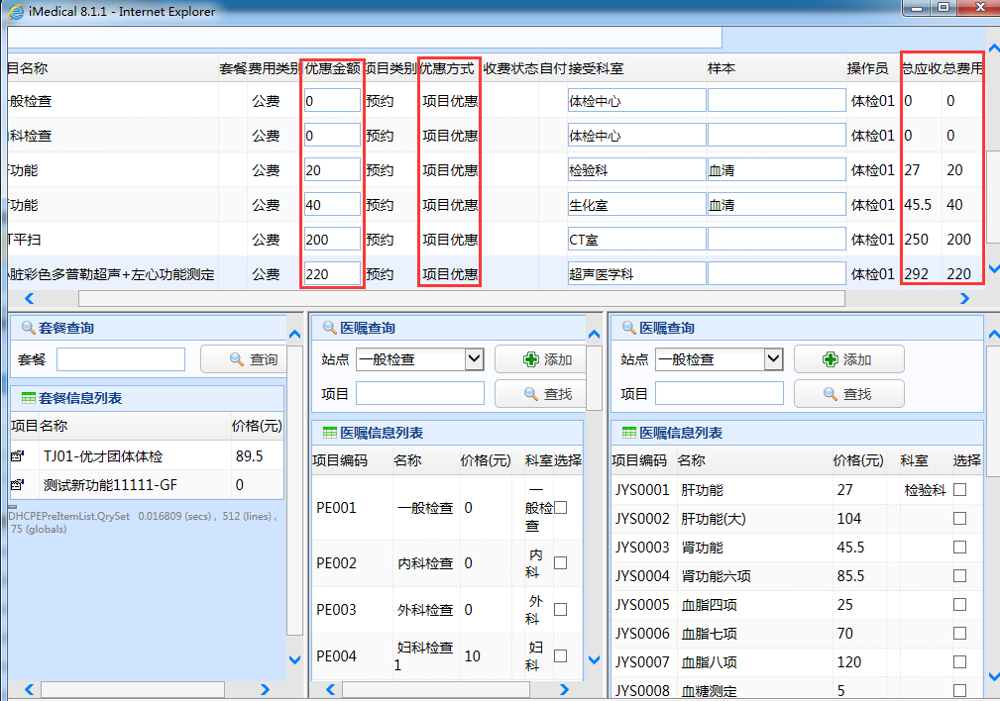 iMedical 8.1.1 - Internet Explorer
目名称 套餐 费用类别 优惠金额 项目类别 优惠方式 收费状态 自付 接受科室 样本 操作员 总应收 总费用
一般检查 公费 0 预约 项目优惠 体检中心 体检01 0 0
内科检查 公费 0 预约 项目优惠 体检中心 体检01 0 0
功能 公费 20 预约 项目优惠 检验科 血清 体检01 27 20
功能 公费 40 预约 项目优惠 生化室 血清 体检01 45.5 40
T平扫 公费 200 预约 项目优惠 CT室 体检01 250 200
心脏彩色多普勒超声+左心功能测定 公费 220 预约 项目优惠 超声医学科 体检01 292 220
套餐查询
套餐 查询
套餐信息列表
项目名称 价格(元)
TJ01-优才团体体检 89.5
测试新功能11111-GF 0
DHCPEPreItemList.QrySet 0.016809 (secs) , 512 (lines) ,
75 (globals)
医嘱查询
站点 一般检查 添加
项目 查找
医嘱信息列表
项目编码 名称 价格(元) 科室 选择
PE001 一般检查 0 一般检查
PE002 内科检查 0 内科
PE003 外科检查 0 外科
PE004 妇科检查1 10 妇科
医嘱查询
站点 一般检查 添加
项目 查找
医嘱信息列表
项目编码 名称 价格(元) 科室 选择
JYS0001 肝功能 27 检验科
JYS0002 肝功能(大) 104
JYS0003 肾功能 45.5
JYS0004 肾功能六项 85.5
JYS0005 血脂四项 25
JYS0006 血脂七项 70
JYS0007 血脂八项 120
JYS0008 血糖测定 5